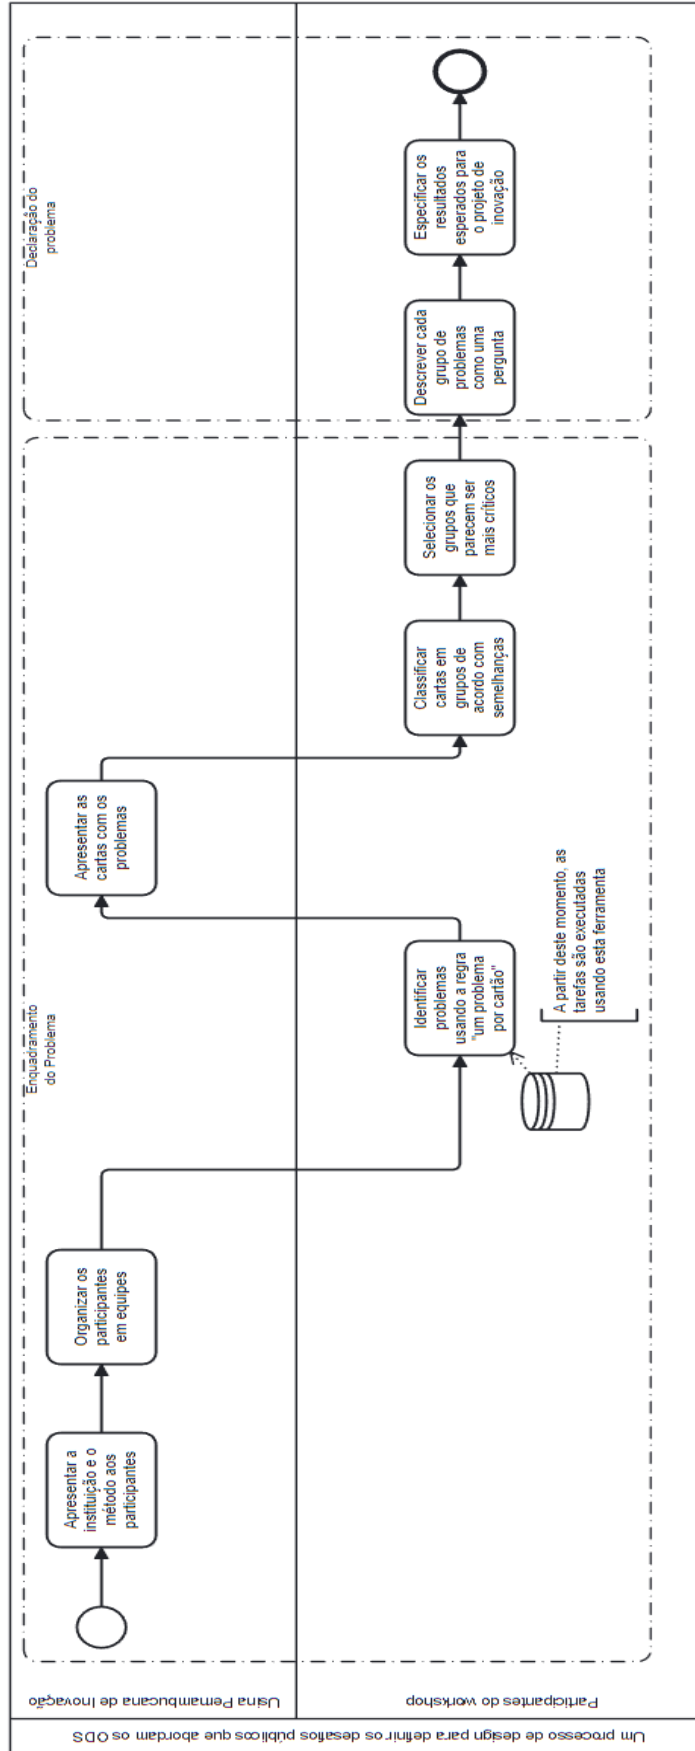 Um processo de design para definir os desafios públicos que abordam os ODS
Usina Pernambucana de Inovação
Participantes do workshop
Enquadramento
do Problema
Apresentar a
instituição e o
método aos
participantes
Organizar os
participantes
em equipes
Identificar
problemas
usando a regra
"um problema
por cartão"
A partir deste momento, as
tarefas são executadas
usando esta ferramenta
Apresentar as
cartas com os
problemas
Classificar
cartas em
grupos de
acordo com
semelhanças
Selecionar os
grupos que
parecem ser
mais críticos
Declaração do
problema
Descrever cada
grupo de
problemas
como uma
pergunta
Especificar os
resultados
esperados para
o projeto de
inovação